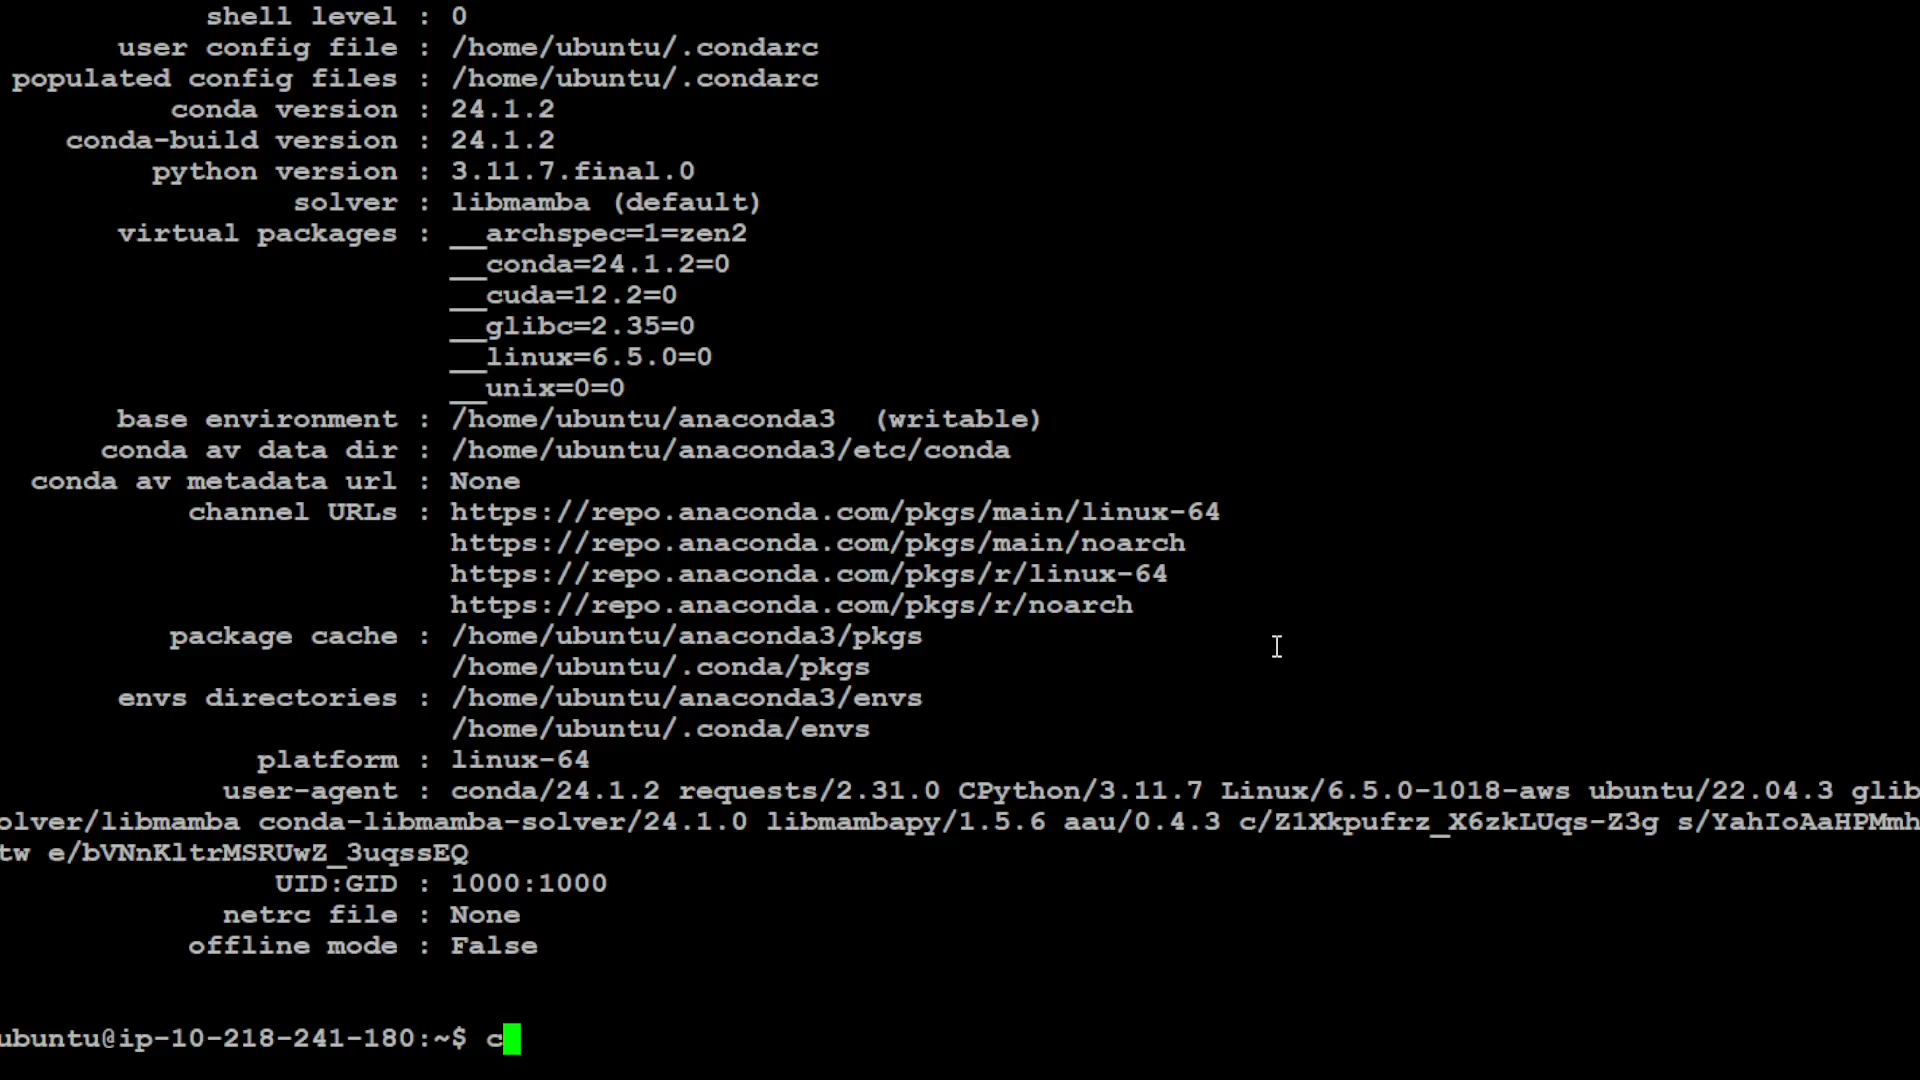 shell level : 0
user config file : /home/ubuntu/.condarc
populated config files : /home/ubuntu/.condarc
conda version : 24.1.2
conda-build version : 24.1.2
python version : 3.11.7.final.0
solver : libmamba (default)
virtual packages : __archspec=1=zen2
__conda=24.1.2=0
__cuda=12.2=0
__glibc=2.35=0
__linux=6.5.0=0
__unix=0=0
base environment : /home/ubuntu/anaconda3  (writable)
conda av data dir : /home/ubuntu/anaconda3/etc/conda
conda av metadata url : None
channel URLs : https://repo.anaconda.com/pkgs/main/linux-64
https://repo.anaconda.com/pkgs/main/noarch
https://repo.anaconda.com/pkgs/r/linux-64
https://repo.anaconda.com/pkgs/r/noarch
package cache : /home/ubuntu/anaconda3/pkgs
/home/ubuntu/.conda/pkgs
envs directories : /home/ubuntu/anaconda3/envs
/home/ubuntu/.conda/envs
platform : linux-64
user-agent : conda/24.1.2 requests/2.31.0 CPython/3.11.7 Linux/6.5.0-1018-aws ubuntu/22.04.3 glib
olver/libmamba conda-libmamba-solver/24.1.0 libmambapy/1.5.6 aau/0.4.3 c/Z1Xkpufrz_X6zkLUqs-Z3g s/YahIoAaHPMmh
tw e/bVNnKltrMSRUwZ_3uqssEQ
UID:GID : 1000:1000
netrc file : None
offline mode : False
ubuntu@ip-10-218-241-180:~$ c